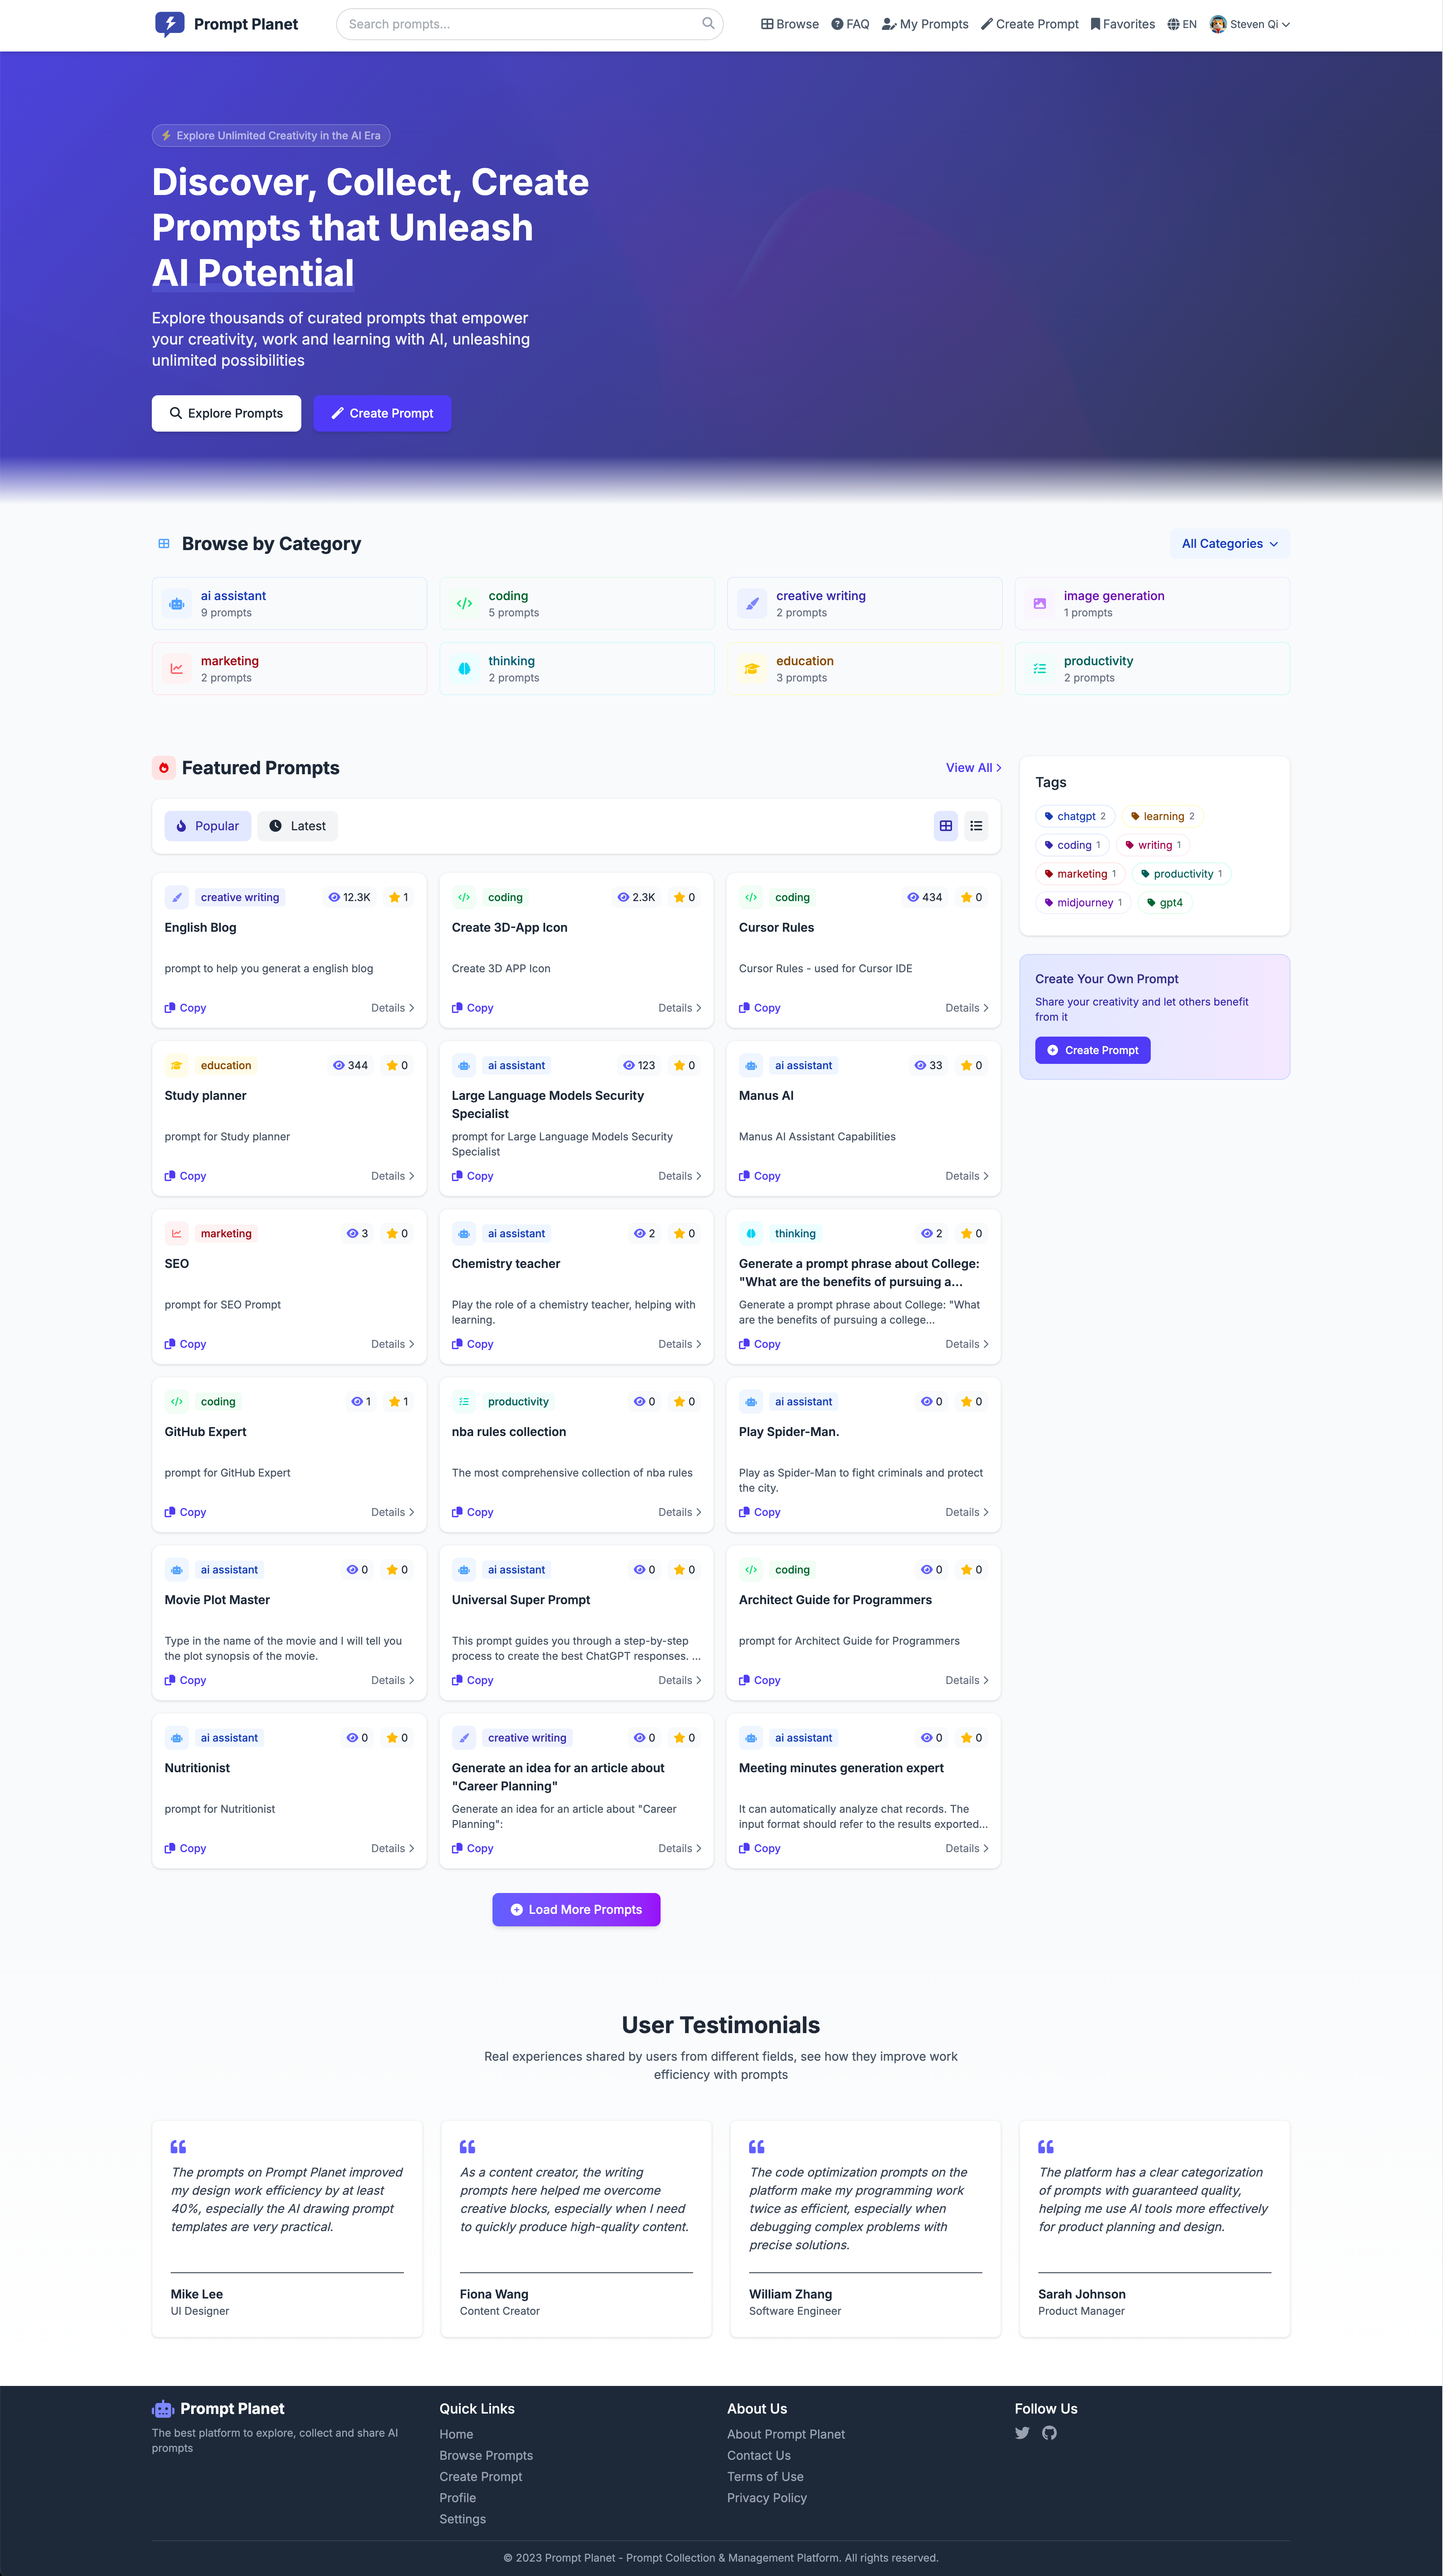 Prompt Planet
Search prompts...
Browse
FAQ
My Prompts
Create Prompt
Favorites
EN
Steven Qi
Explore Unlimited Creativity in the AI Era
Discover, Collect, Create
Prompts that Unleash
AI Potential
Explore thousands of curated prompts that empower
your creativity, work and learning with AI, unleashing
unlimited possibilities
Explore Prompts
Create Prompt
Browse by Category
All Categories
ai assistant
9 prompts
coding
5 prompts
creative writing
2 prompts
image generation
1 prompts
marketing
2 prompts
thinking
2 prompts
education
3 prompts
productivity
2 prompts
Featured Prompts
View All
Popular
Latest
creative writing 12.3K 1
English Blog
prompt to help you generat a english blog
Copy Details
coding 2.3K 0
Create 3D-App Icon
Create 3D APP Icon
Copy Details
coding 434 0
Cursor Rules
Cursor Rules - used for Cursor IDE
Copy Details
education 344 0
Study planner
prompt for Study planner
Copy Details
ai assistant 123 0
Large Language Models Security
Specialist
prompt for Large Language Models Security
Specialist
Copy Details
ai assistant 33 0
Manus AI
Manus AI Assistant Capabilities
Copy Details
marketing 3 0
SEO
prompt for SEO Prompt
Copy Details
ai assistant 2 0
Chemistry teacher
Play the role of a chemistry teacher, helping with
learning.
Copy Details
thinking 2 0
Generate a prompt phrase about College:
"What are the benefits of pursuing a...
Generate a prompt phrase about College: "What
are the benefits of pursuing a college...
Copy Details
coding 1 1
GitHub Expert
prompt for GitHub Expert
Copy Details
productivity 0 0
nba rules collection
The most comprehensive collection of nba rules
Copy Details
ai assistant 0 0
Play Spider-Man.
Play as Spider-Man to fight criminals and protect
the city.
Copy Details
ai assistant 0 0
Movie Plot Master
Type in the name of the movie and I will tell you
the plot synopsis of the movie.
Copy Details
ai assistant 0 0
Universal Super Prompt
This prompt guides you through a step-by-step
process to create the best ChatGPT responses. ...
Copy Details
coding 0 0
Architect Guide for Programmers
prompt for Architect Guide for Programmers
Copy Details
ai assistant 0 0
Nutritionist
prompt for Nutritionist
Copy Details
creative writing 0 0
Generate an idea for an article about
"Career Planning"
Generate an idea for an article about "Career
Planning":
Copy Details
ai assistant 0 0
Meeting minutes generation expert
It can automatically analyze chat records. The
input format should refer to the results exported...
Copy Details
Load More Prompts
Tags
chatgpt 2
learning 2
coding 1
writing 1
marketing 1
productivity 1
midjourney 1
gpt4
Create Your Own Prompt
Share your creativity and let others benefit
from it
Create Prompt
User Testimonials
Real experiences shared by users from different fields, see how they improve work
efficiency with prompts
The prompts on Prompt Planet improved
my design work efficiency by at least
40%, especially the AI drawing prompt
templates are very practical.
Mike Lee
UI Designer
As a content creator, the writing
prompts here helped me overcome
creative blocks, especially when I need
to quickly produce high-quality content.
Fiona Wang
Content Creator
The code optimization prompts on the
platform make my programming work
twice as efficient, especially when
debugging complex problems with
precise solutions.
William Zhang
Software Engineer
The platform has a clear categorization
of prompts with guaranteed quality,
helping me use AI tools more effectively
for product planning and design.
Sarah Johnson
Product Manager
Prompt Planet
The best platform to explore, collect and share AI
prompts
Quick Links
Home
Browse Prompts
Create Prompt
Profile
Settings
About Us
About Prompt Planet
Contact Us
Terms of Use
Privacy Policy
Follow Us
© 2023 Prompt Planet - Prompt Collection & Management Platform. All rights reserved.